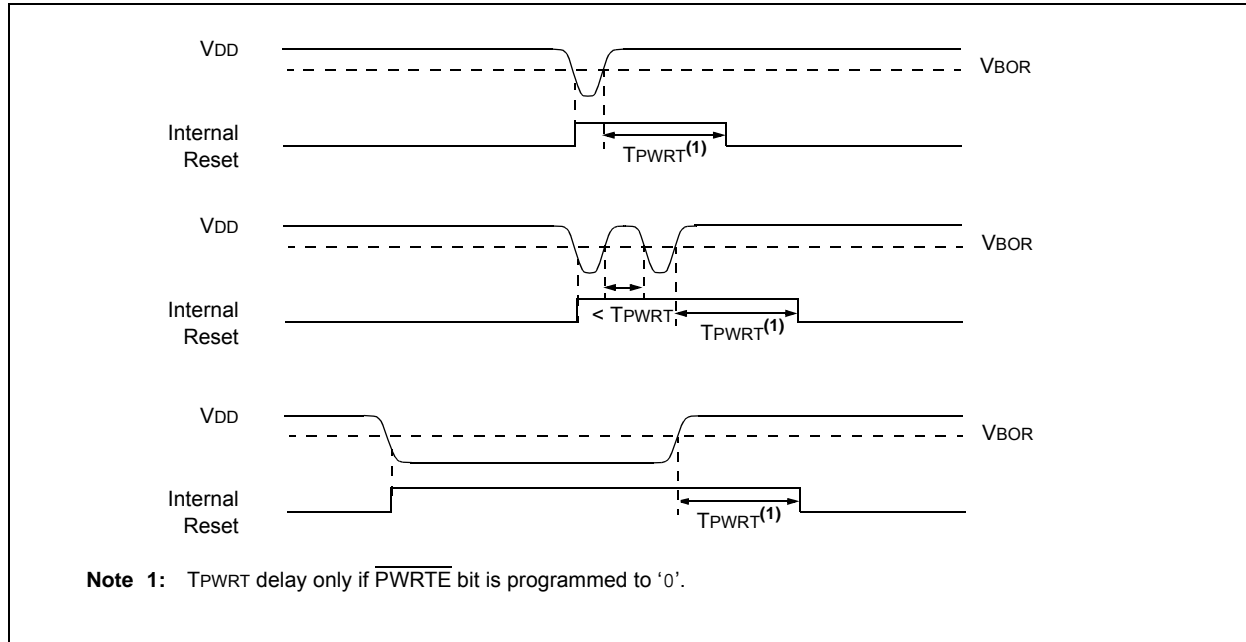 VDD
VBOR
Internal
Reset
TPWRT(1)
VDD
VBOR
Internal
Reset
< TPWRT
TPWRT(1)
VDD
VBOR
Internal
Reset
TPWRT(1)
Note 1: TPWRT delay only if PWRTE bit is programmed to ‘0’.